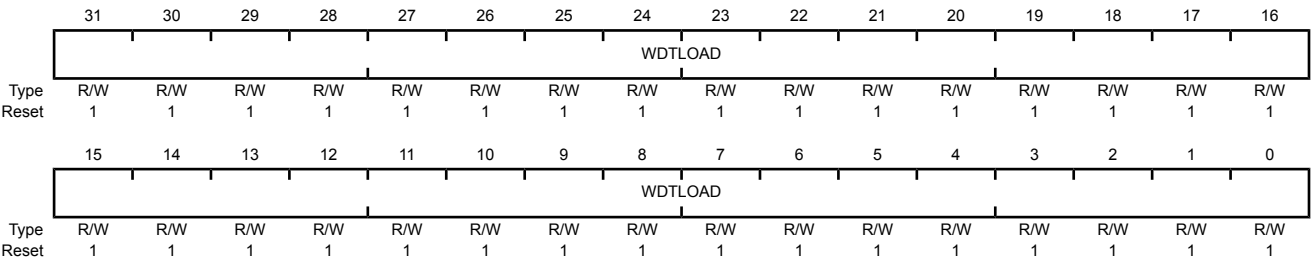 31 30 29 28 27 26 25 24 23 22 21 20 19 18 17 16
WDTLOAD
Type R/W R/W R/W R/W R/W R/W R/W R/W R/W R/W R/W R/W R/W R/W R/W R/W
Reset 1 1 1 1 1 1 1 1 1 1 1 1 1 1 1 1
15 14 13 12 11 10 9 8 7 6 5 4 3 2 1 0
WDTLOAD
Type R/W R/W R/W R/W R/W R/W R/W R/W R/W R/W R/W R/W R/W R/W R/W R/W
Reset 1 1 1 1 1 1 1 1 1 1 1 1 1 1 1 1